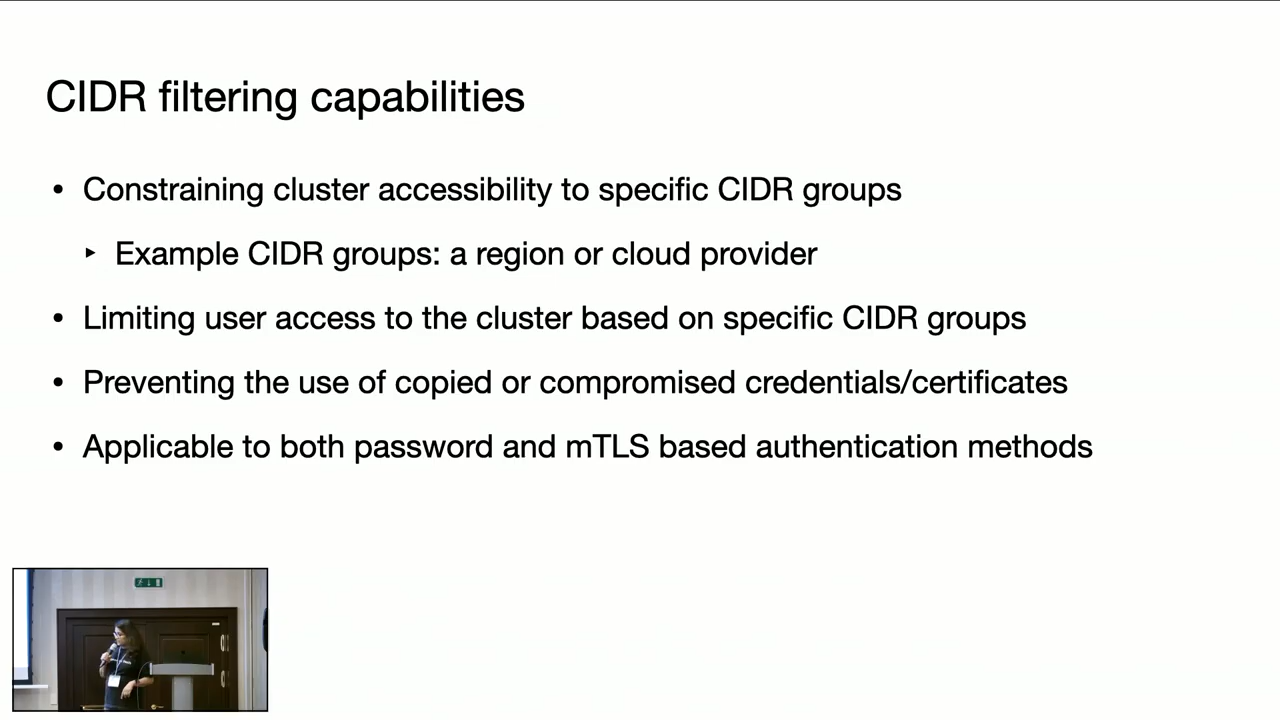 CIDR filtering capabilities
• Constraining cluster accessibility to specific CIDR groups
‣ Example CIDR groups: a region or cloud provider
• Limiting user access to the cluster based on specific CIDR groups
• Preventing the use of copied or compromised credentials/certificates
• Applicable to both password and mTLS based authentication methods